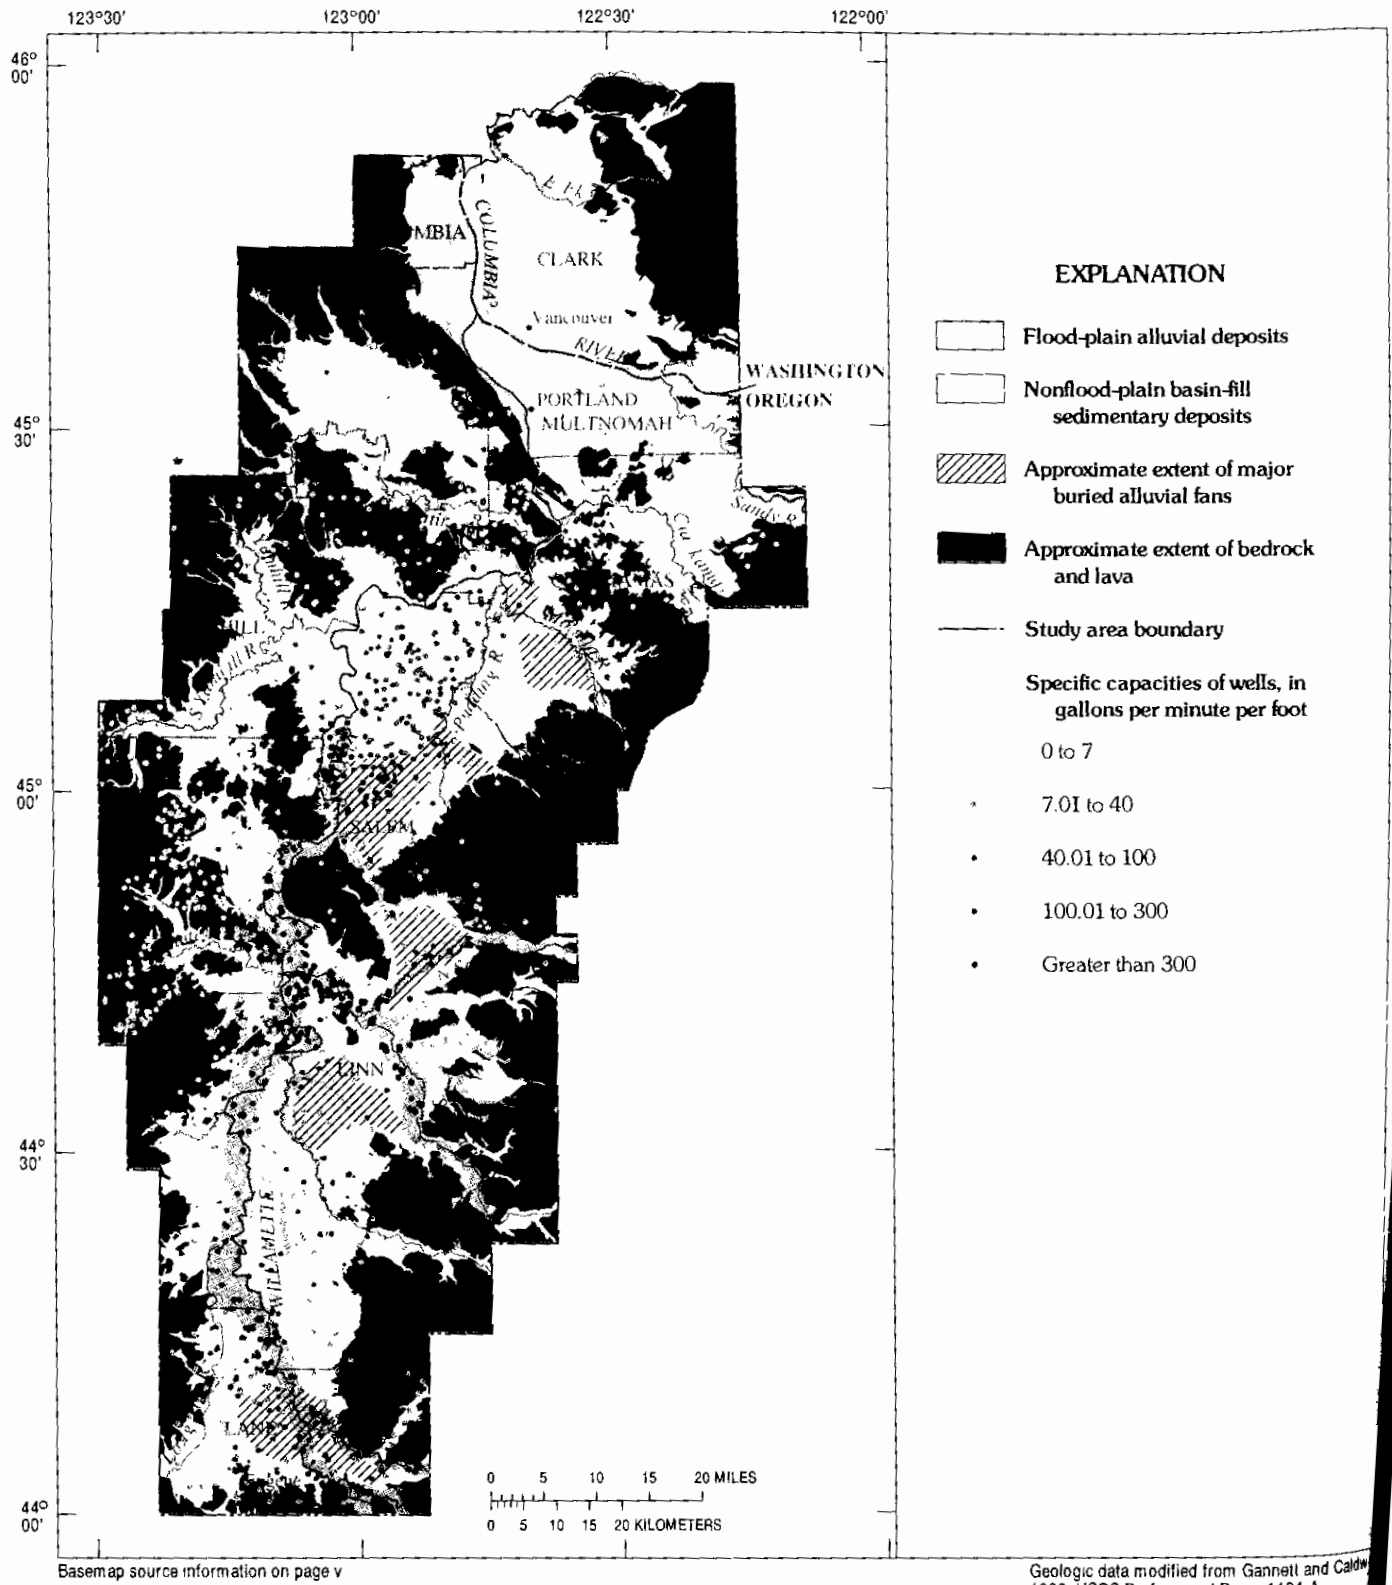 123°30'
123°00'
122°30'
122°00'
46°
00'
MBIA
COLUMBIA
CLARK
Vancouver
RIVER
WASHINGTON
OREGON
PORTLAND
MULTNOMAH
45°
30'
Sandy R
Pudding R
SALEM
45°
00'
LINN
44°
30'
WILLAMETTE
LANE
44°
00'
EXPLANATION
Flood-plain alluvial deposits
Nonflood-plain basin-fill
sedimentary deposits
Approximate extent of major
buried alluvial fans
Approximate extent of bedrock
and lava
Study area boundary
Specific capacities of wells, in
gallons per minute per foot
0 to 7
7.01 to 40
40.01 to 100
100.01 to 300
Greater than 300
0 5 10 15 20 MILES
0 5 10 15 20 KILOMETERS
Basemap source information on page v
Geologic data modified from Gannett and Caldw